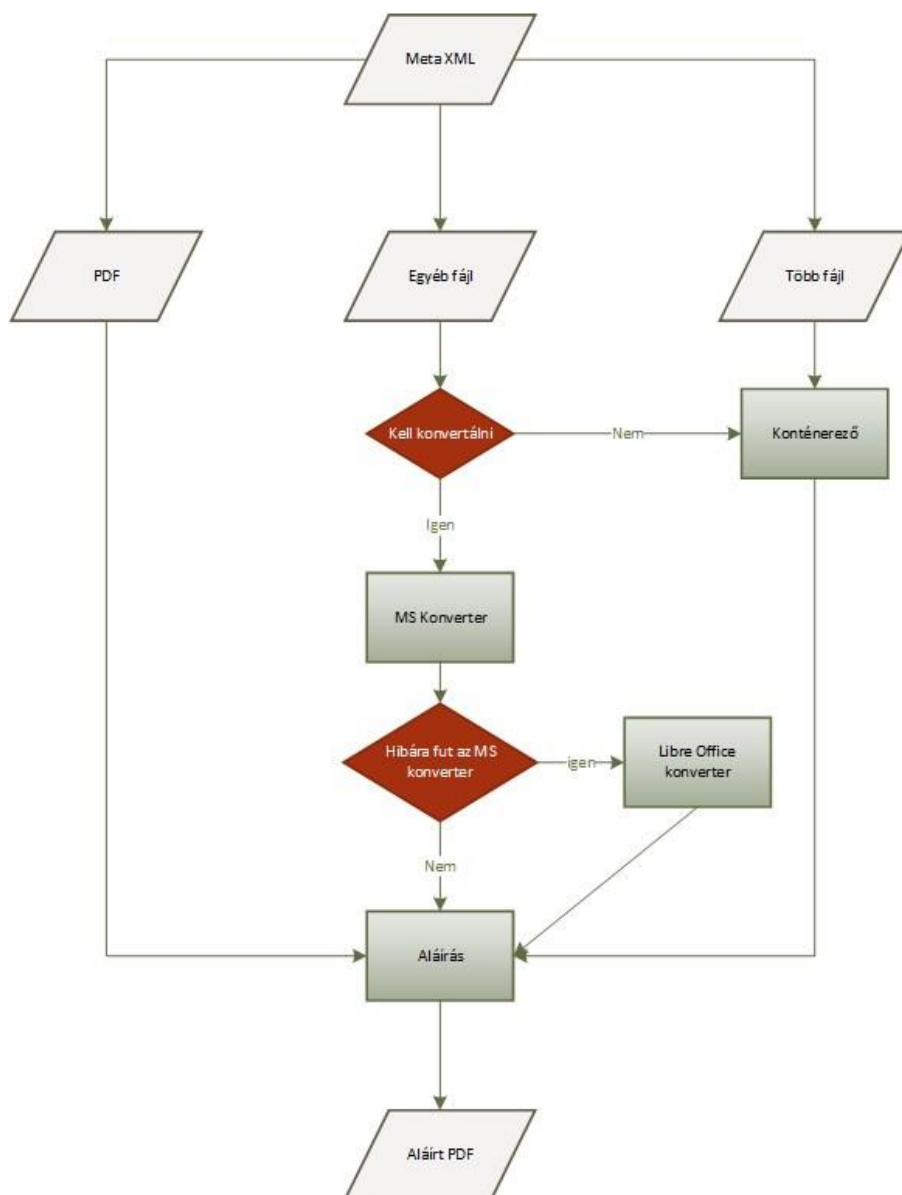 Meta XML
PDF
Egyéb fájl
Több fájl
Kell konvertálni
Nem
Konténerező
Igen
MS Konverter
Hibára fut az MS
konverter
igen
Libre Office
konverter
Nem
Aláírás
Aláírt PDF